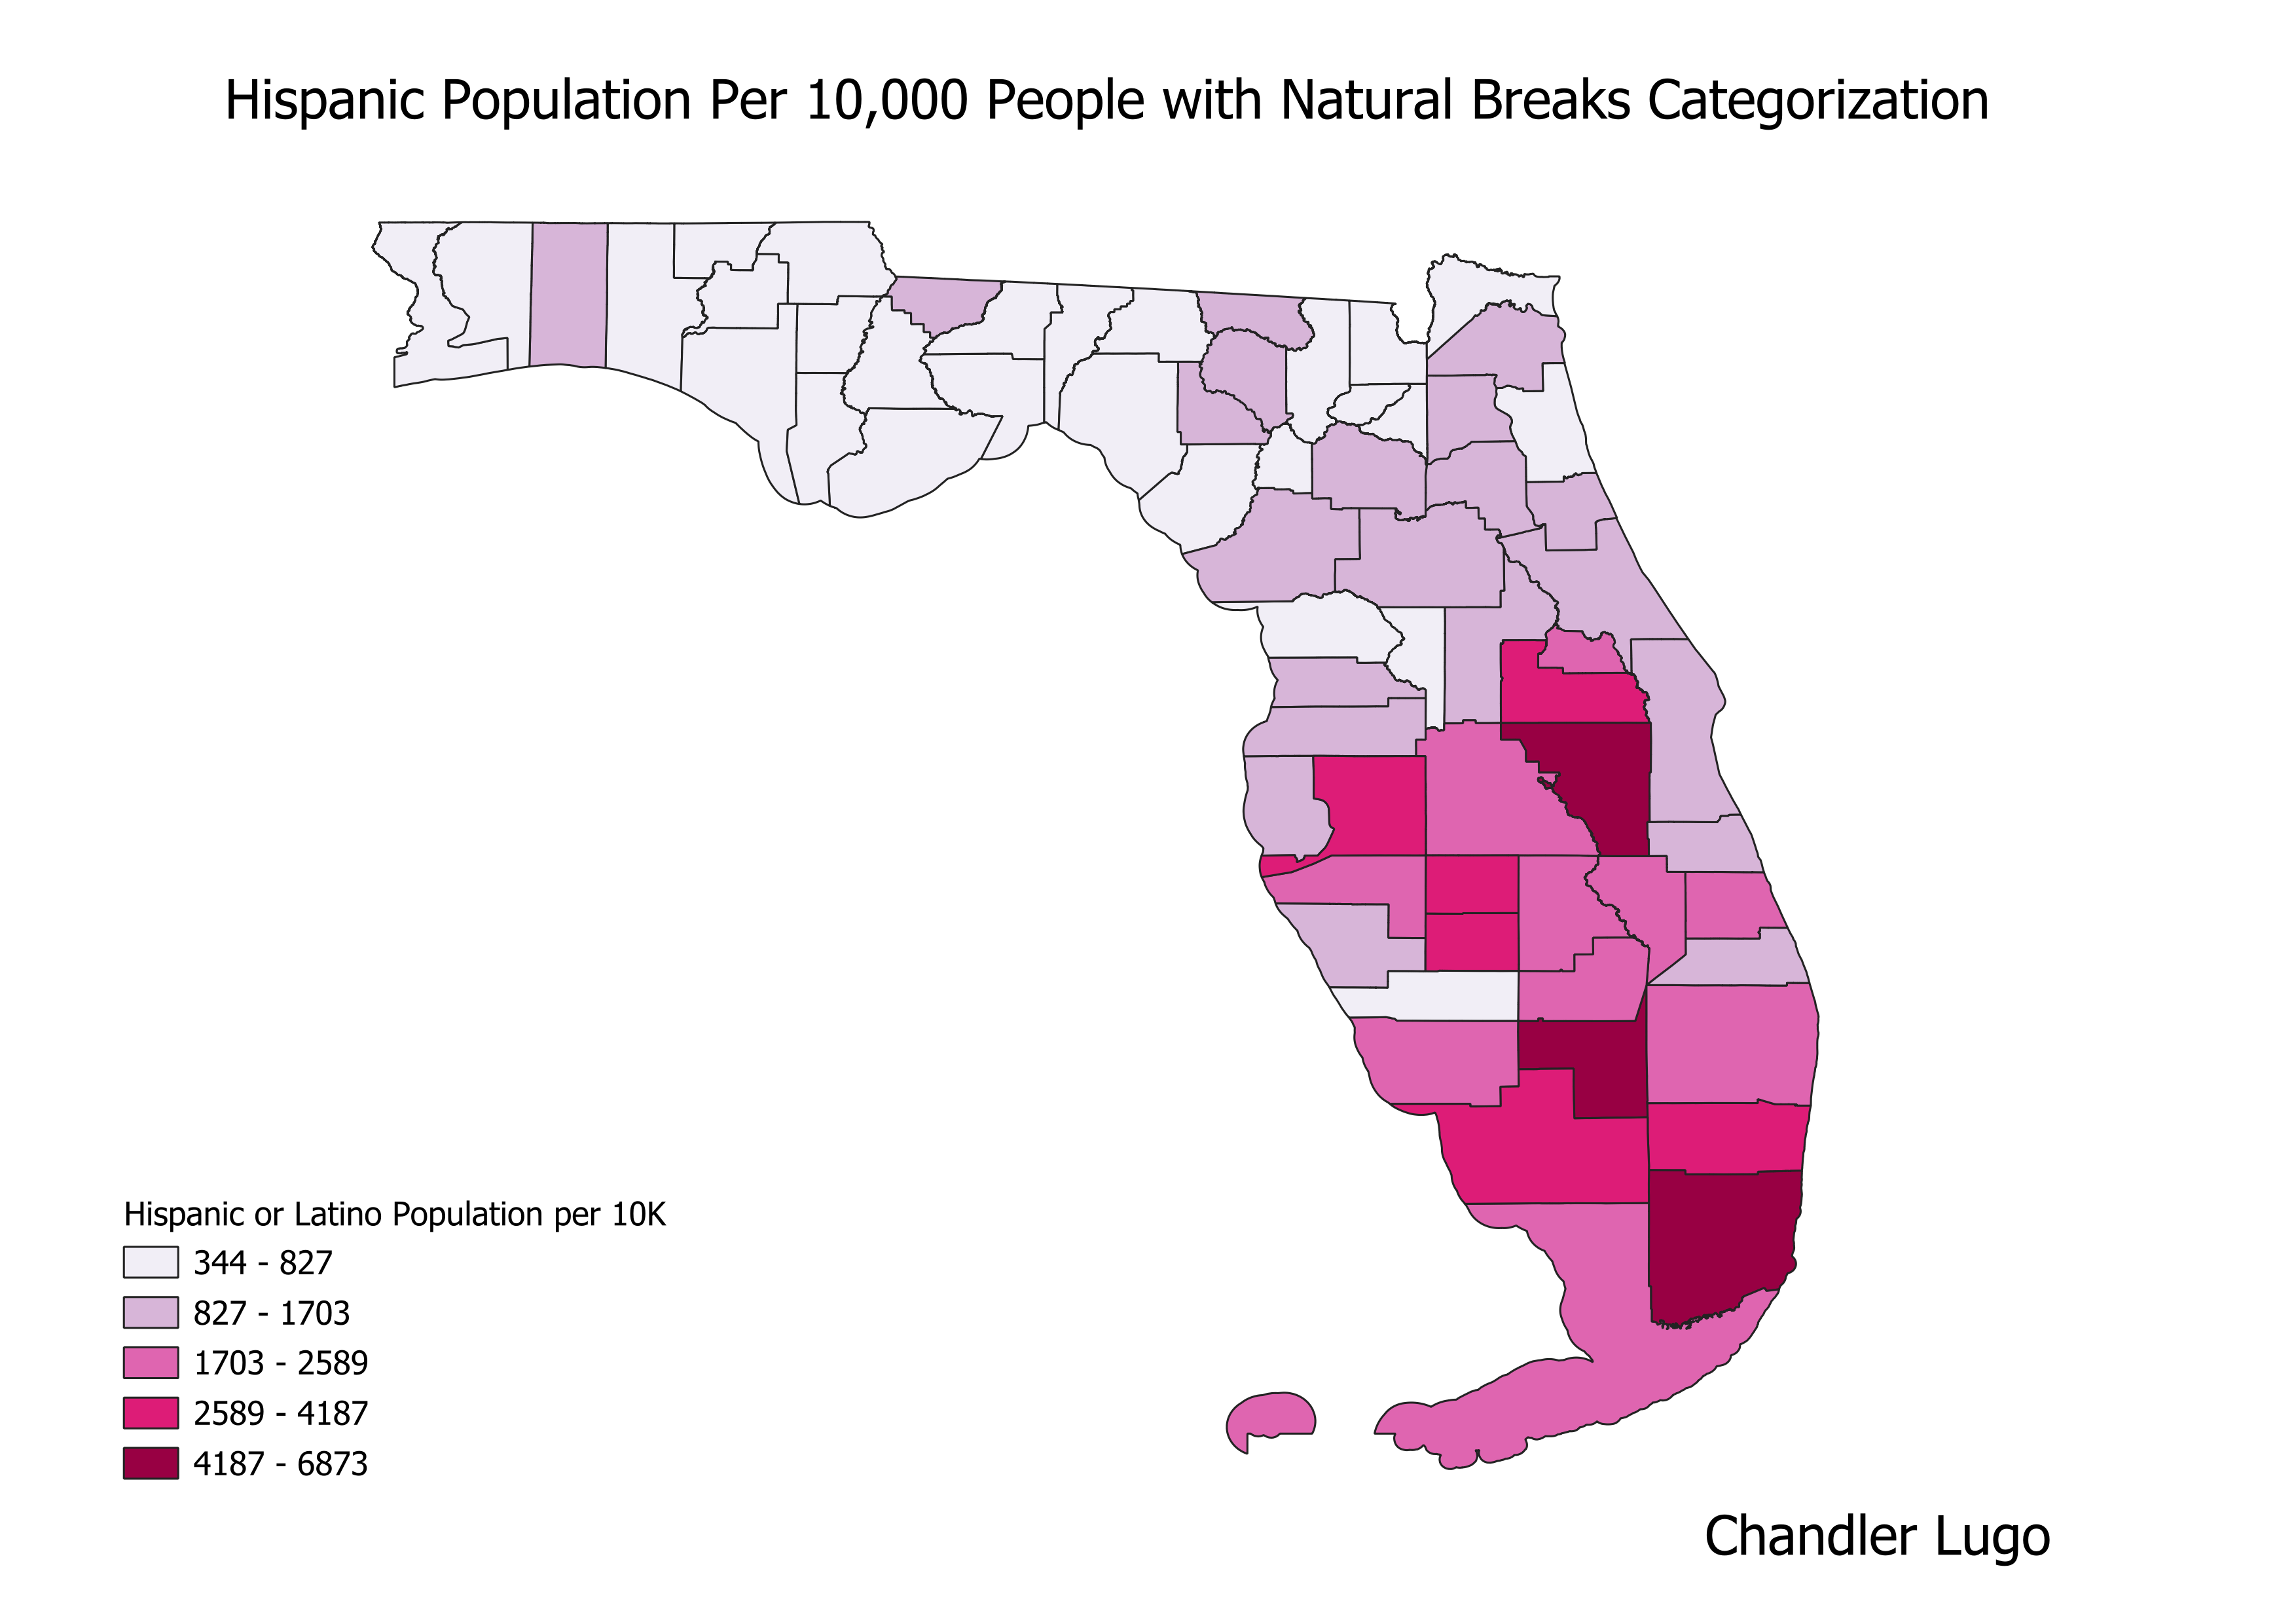 Hispanic Population Per 10,000 People with Natural Breaks Categorization
Hispanic or Latino Population per 10K
344 - 827
827 - 1703
1703 - 2589
2589 - 4187
4187 - 6873
Chandler Lugo